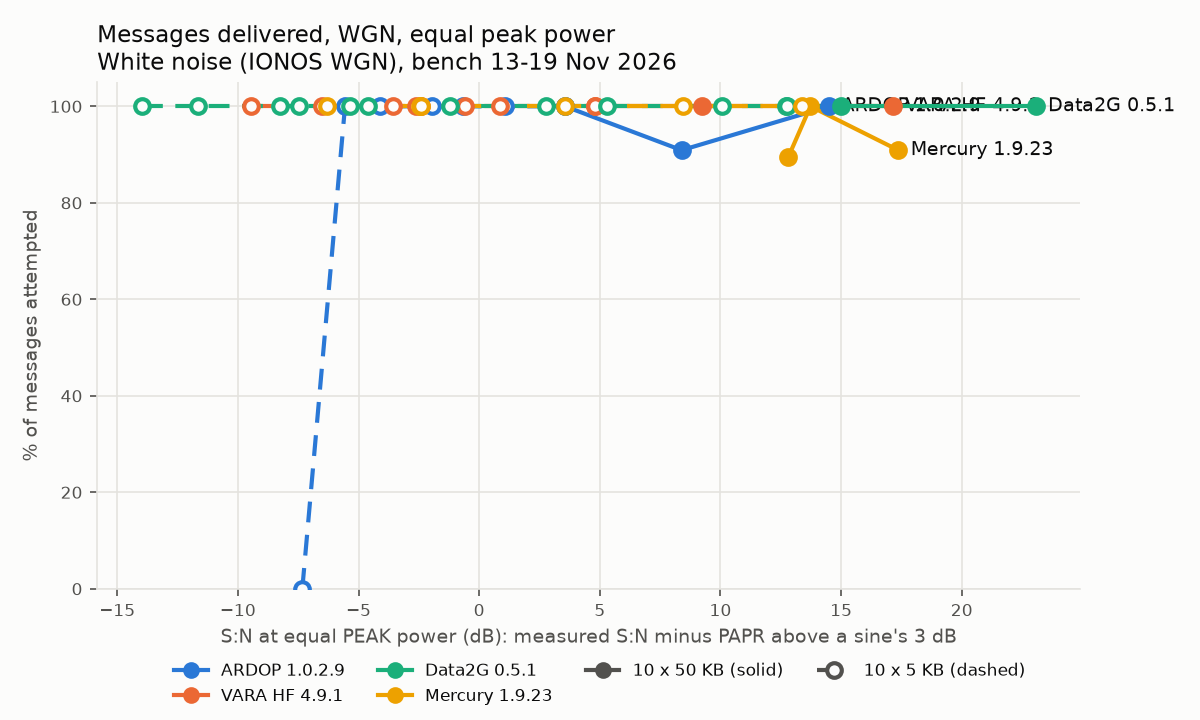 Messages delivered, WGN, equal peak power
White noise (IONOS WGN), bench 13-19 Nov 2026
% of messages attempted
100
80
60
40
20
0
Data2G 0.5.1
Mercury 1.9.23
−15 −10 −5 0 5 10 15 20
S:N at equal PEAK power (dB): measured S:N minus PAPR above a sine's 3 dB
ARDOP 1.0.2.9 Data2G 0.5.1 10 x 50 KB (solid) 10 x 5 KB (dashed)
VARA HF 4.9.1 Mercury 1.9.23